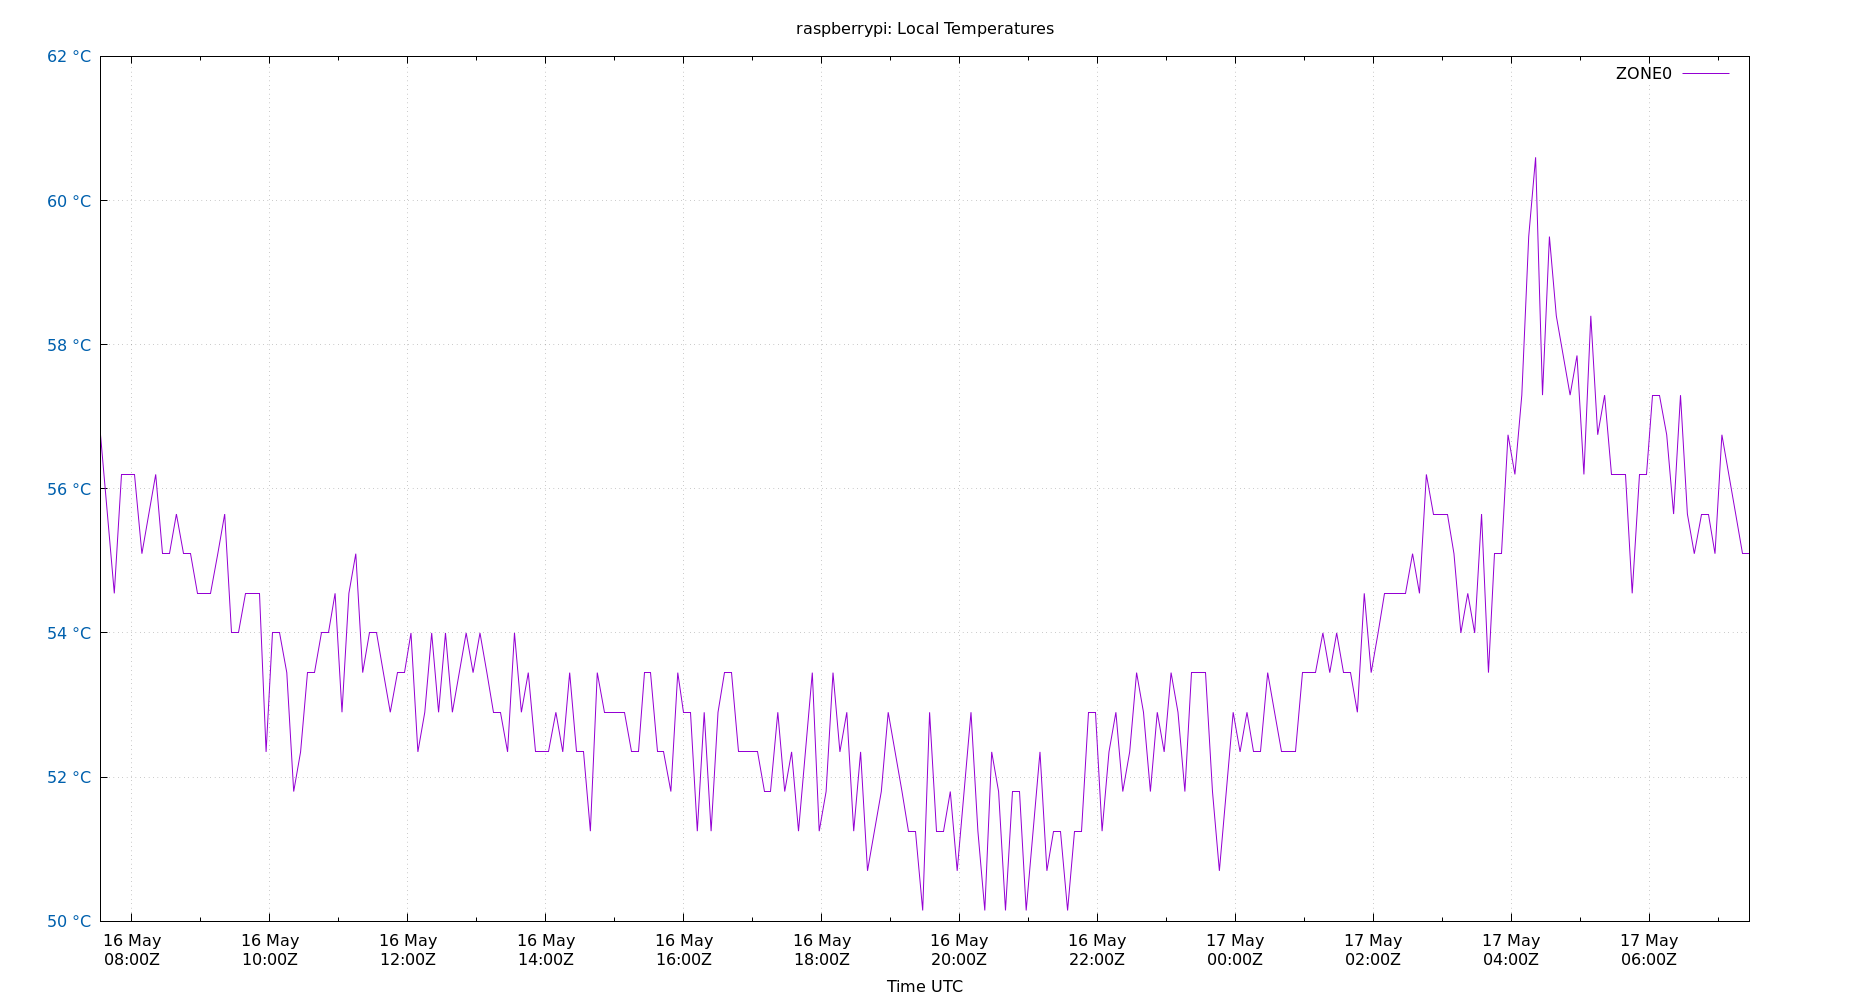 raspberrypi: Local Temperatures
62 °C
ZONE0
60 °C
58 °C
56 °C
54 °C
52 °C
50 °C
16 May 16 May 16 May 16 May 16 May 16 May 16 May 16 May 17 May 17 May 17 May 17 May
08:00Z 10:00Z 12:00Z 14:00Z 16:00Z 18:00Z 20:00Z 22:00Z 00:00Z 02:00Z 04:00Z 06:00Z
Time UTC